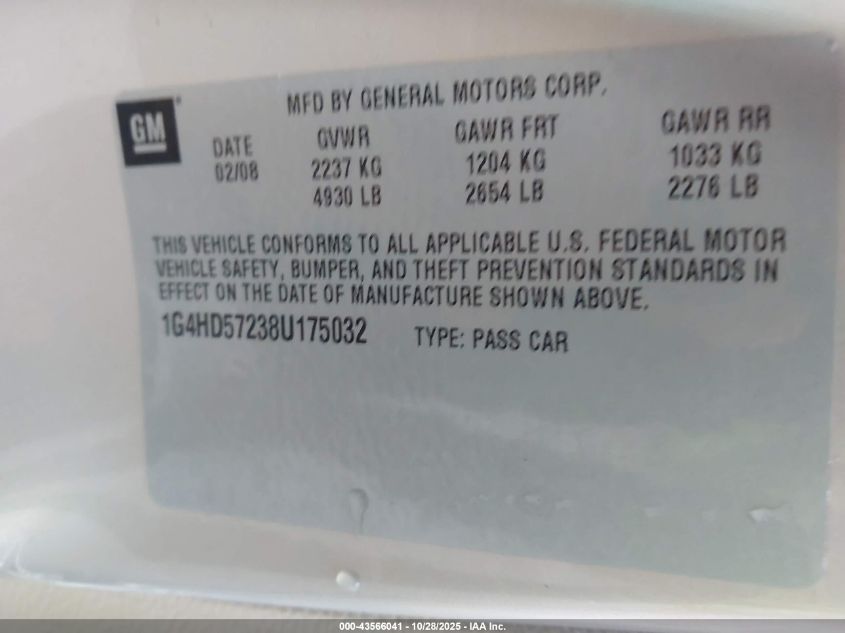 MFD BY GENERAL MOTORS CORP.
GM
DATE GVWR GAWR FRT GAWR RR
02/08 2237 KG 1204 KG 1033 KG
4930 LB 2654 LB 2276 LB
THIS VEHICLE CONFORMS TO ALL APPLICABLE U.S. FEDERAL MOTOR
VEHICLE SAFETY, BUMPER, AND THEFT PREVENTION STANDARDS IN
EFFECT ON THE DATE OF MANUFACTURE SHOWN ABOVE.
1G4HD57238U175032 TYPE: PASS CAR
000-43566041 - 10/28/2025 - IAA Inc.